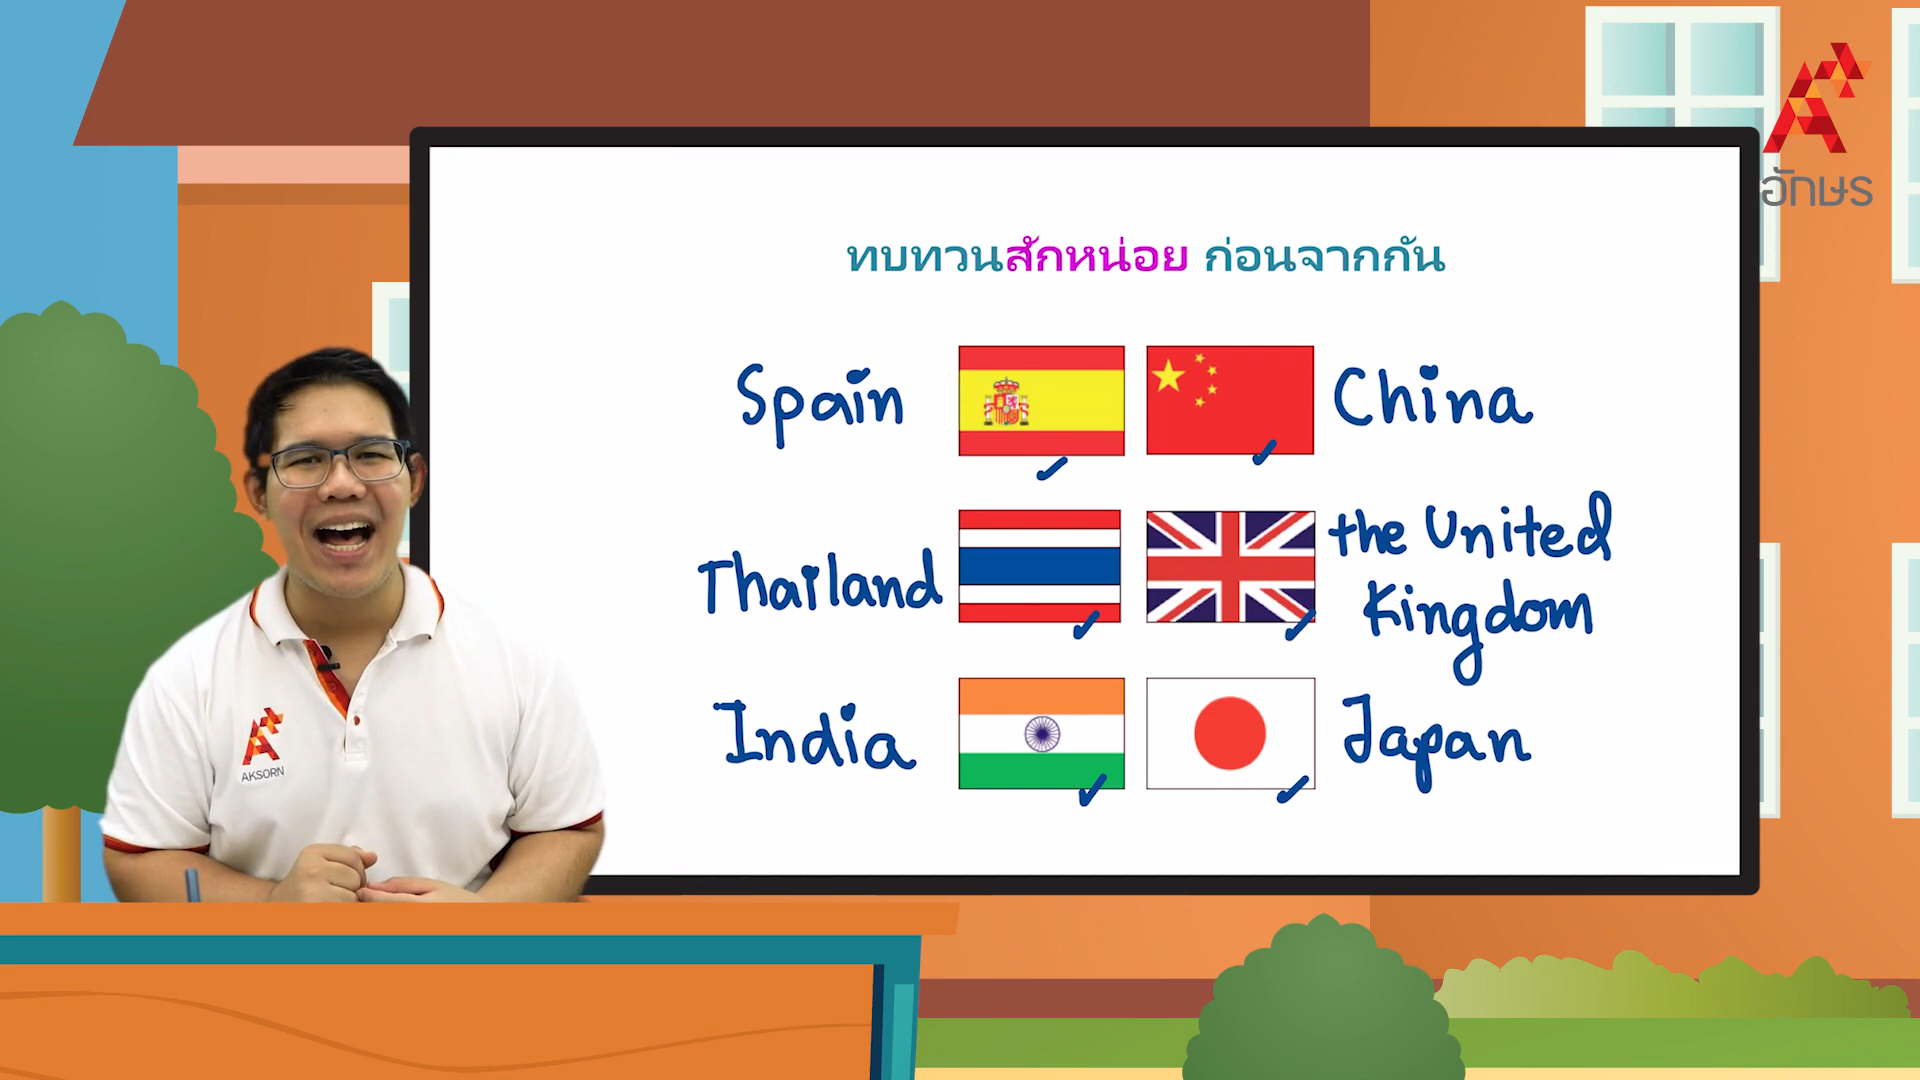 อักษร
ทบทวนสักหน่อย ก่อนจากกัน
Spain
China
Thailand
the United
Kingdom
India
Japan
AKSORN